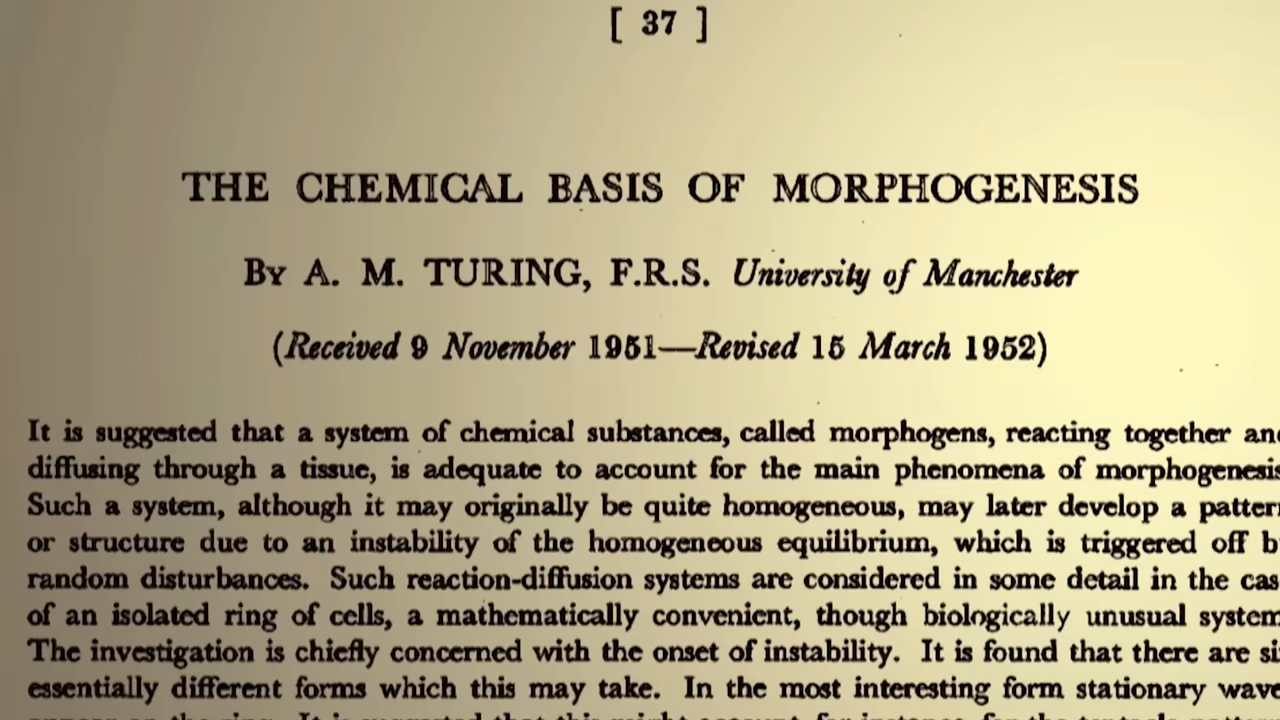 [ 37 ]
THE CHEMICAL BASIS OF MORPHOGENESIS
By A. M. TURING, F.R.S. University of Manchester
(Received 9 November 1951—Revised 15 March 1952)
It is suggested that a system of chemical substances, called morphogens, reacting together
diffusing through a tissue, is adequate to account for the main phenomena of morphogenesis
Such a system, although it may originally be quite homogeneous, may later develop a
or structure due to an instability of the homogeneous equilibrium, which is triggered off
random disturbances. Such reaction-diffusion systems are considered in some detail in the
of an isolated ring of cells, a mathematically convenient, though biologically unusual system
The investigation is chiefly concerned with the onset of instability. It is found that there are
essentially different forms which this may take. In the most interesting form stationary